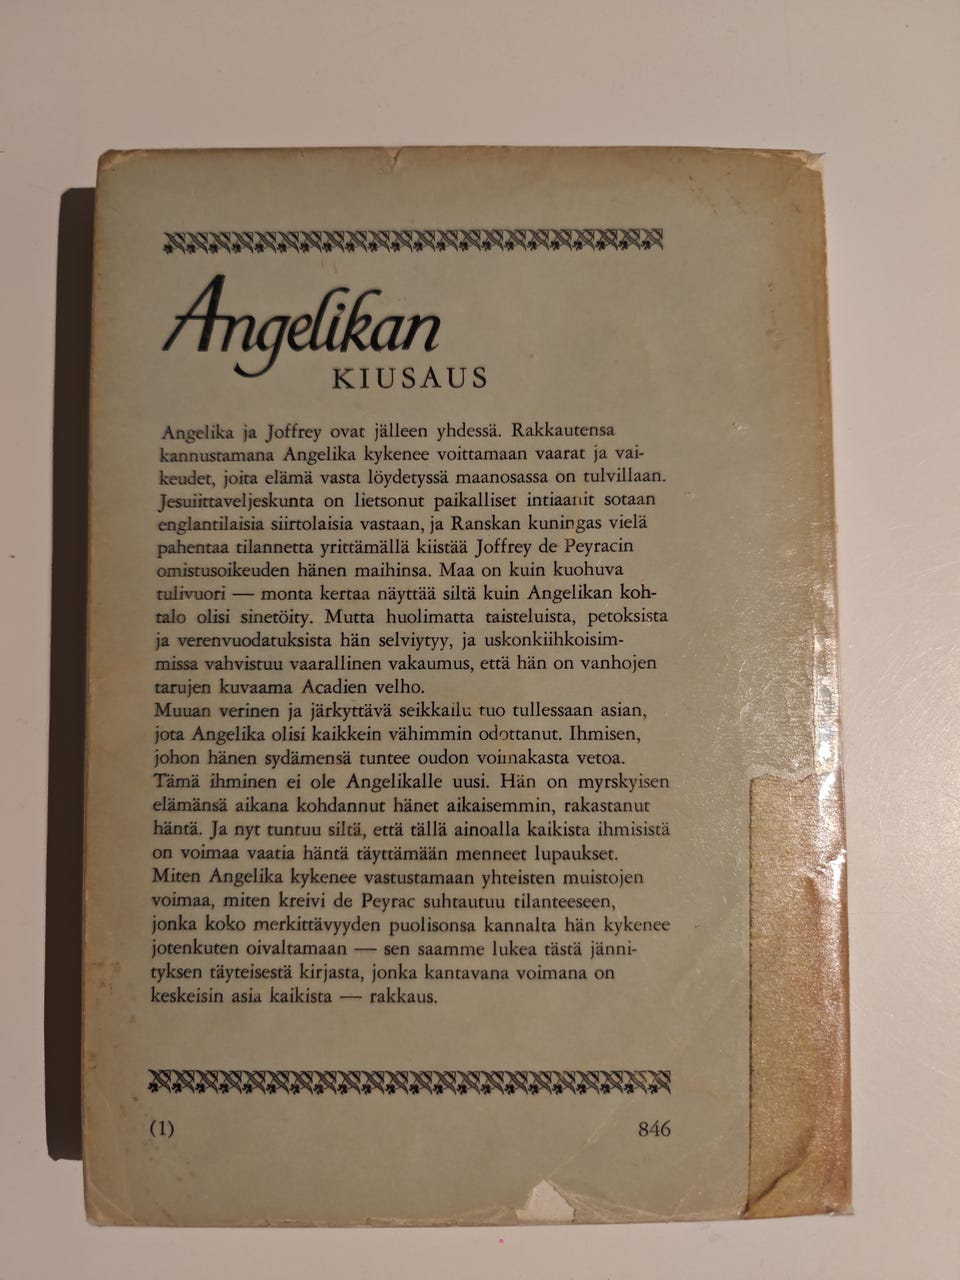 Angelikan
KIUSAUS
Angelika ja Joffrey ovat jälleen yhdessä. Rakkautensa
kannustamana Angelika kykenee voittamaan vaarat ja vai-
keudet, joita elämä vasta löydetyssä maanosassa on tulvillaan.
Jesuiittaveljeskunta on lietsonut paikalliset intiaanit sotaan
englantilaisia siirtolaisia vastaan, ja Ranskan kuningas vielä
pahentaa tilannetta yrittämällä kiistää Joffrey de Peyracin
omistusoikeuden hänen maihinsa. Maa on kuin kuohuva
tulivuori — monta kertaa näyttää siltä kuin Angelikan koh-
talo olisi sinetöity. Mutta huolimatta taisteluista, petoksista
ja verenvuodatuksista hän selviytyy, ja uskonkiihkoisim-
missa vahvistuu vaarallinen vakaumus, että hän on vanhojen
tarujen kuvaama Acadien velho.
Muuan verinen ja järkyttävä seikkailu tuo tullessaan asian,
jota Angelika olisi kaikkein vähimmin odottanut. Ihmisen,
johon hänen sydämensä tuntee oudon voimakasta vetoa.
Tämä ihminen ei ole Angelikalle uusi. Hän on myrskyisen
elämänsä aikana kohdannut hänet aikaisemmin, rakastanut
häntä. Ja nyt tuntuu siltä, että tällä ainoalla kaikista ihmisistä
on voimaa vaatia häntä täyttämään menneet lupaukset.
Miten Angelika kykenee vastustamaan yhteisten muistojen
voimaa, miten kreivi de Peyrac suhtautuu tilanteeseen,
jonka koko merkittävyyden puolisonsa kannalta hän kykenee
jotenkuten oivaltamaan — sen saamme lukea tästä jänni-
tyksen täyteisestä kirjasta, jonka kantavana voimana on
keskeisin asia kaikista — rakkaus.
(1) 846